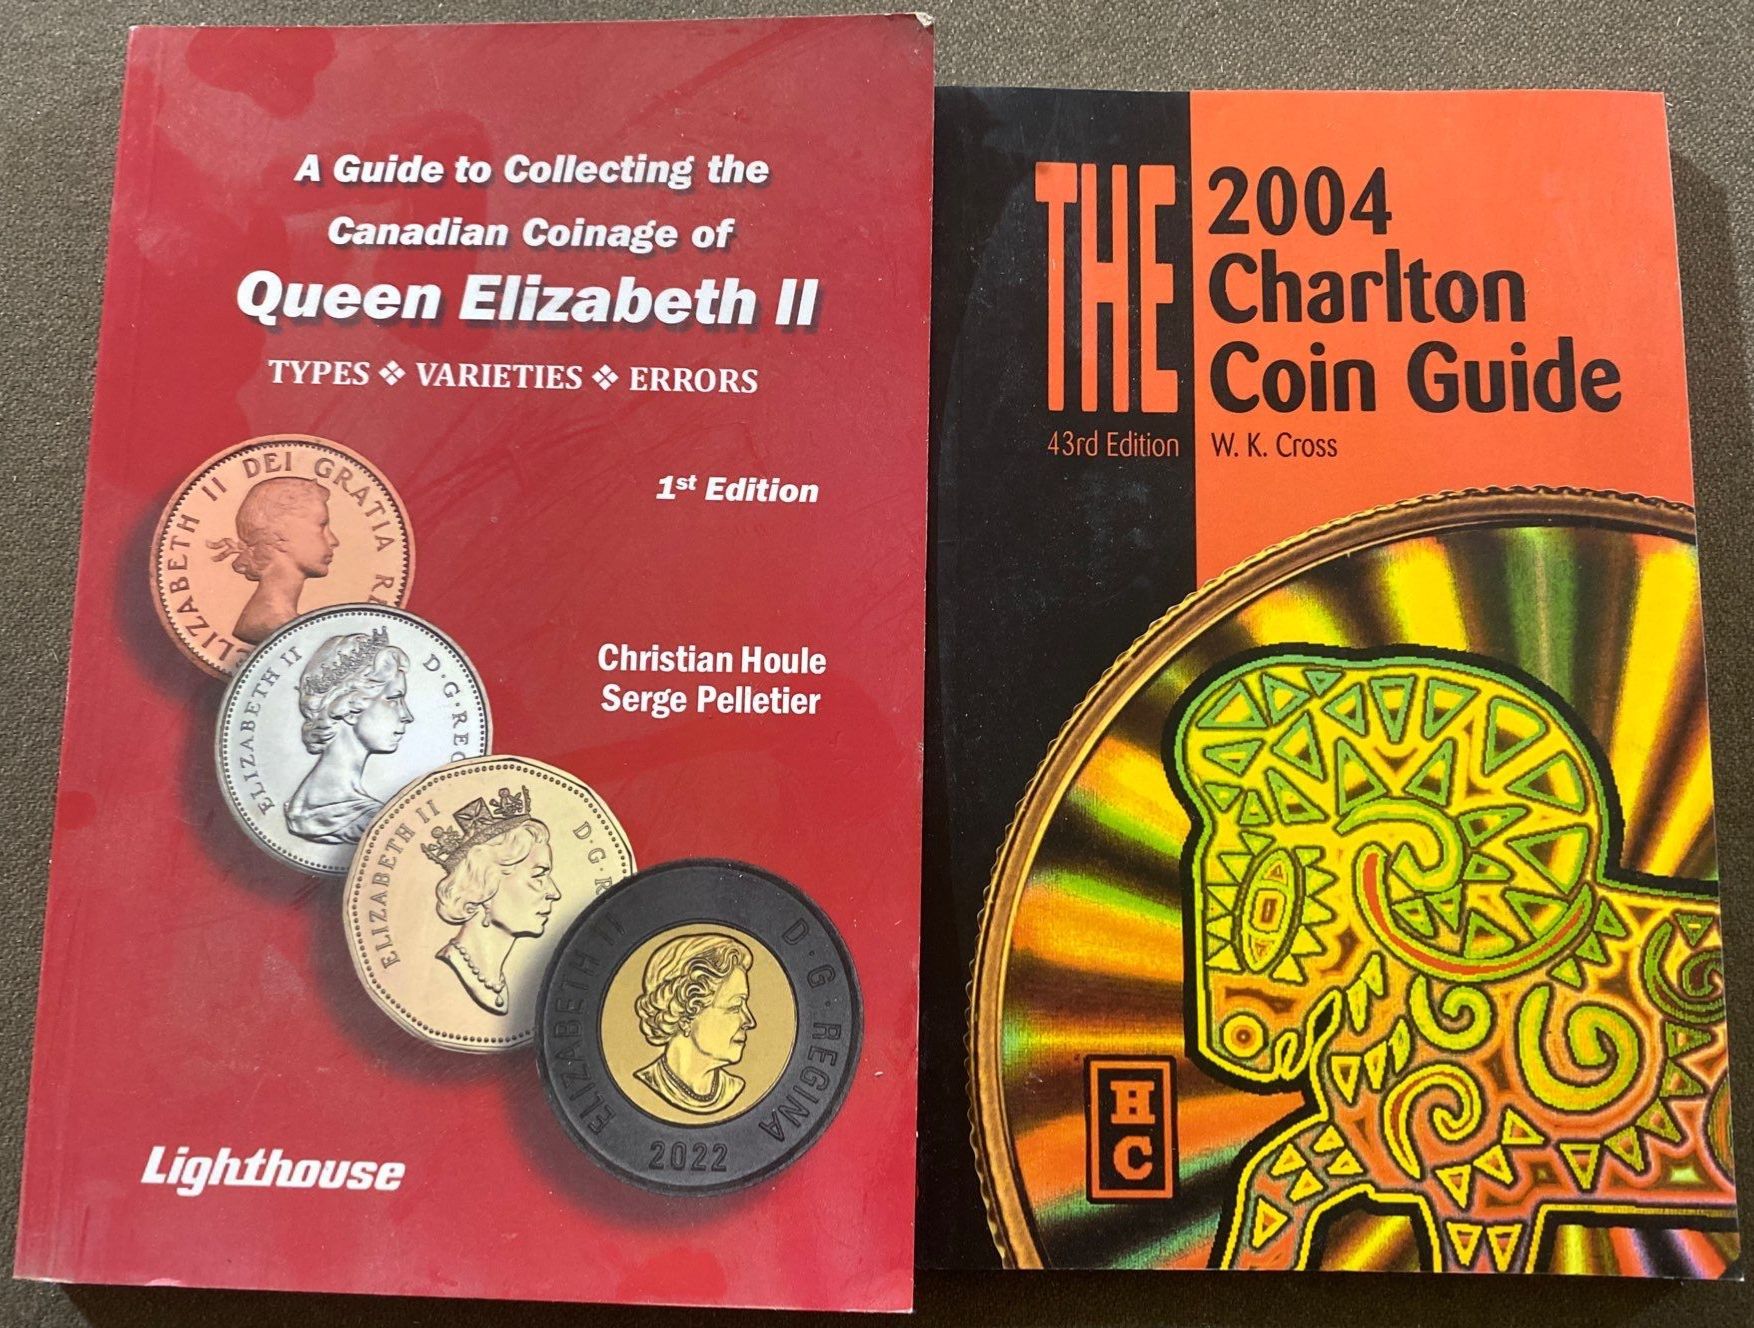 A Guide to Collecting the
Canadian Coinage of
Queen Elizabeth II
TYPES ❖ VARIETIES ❖ ERRORS
1st Edition
Christian Houle
Serge Pelletier
ELIZABETH II DEI GRATIA R
ELIZABETH II D·G·REG
ELIZABETH II D·G·R
ELIZABETH II D·G·REGINA
2022
Lighthouse
THE
2004
Charlton
Coin Guide
43rd Edition
W. K. Cross
H
C